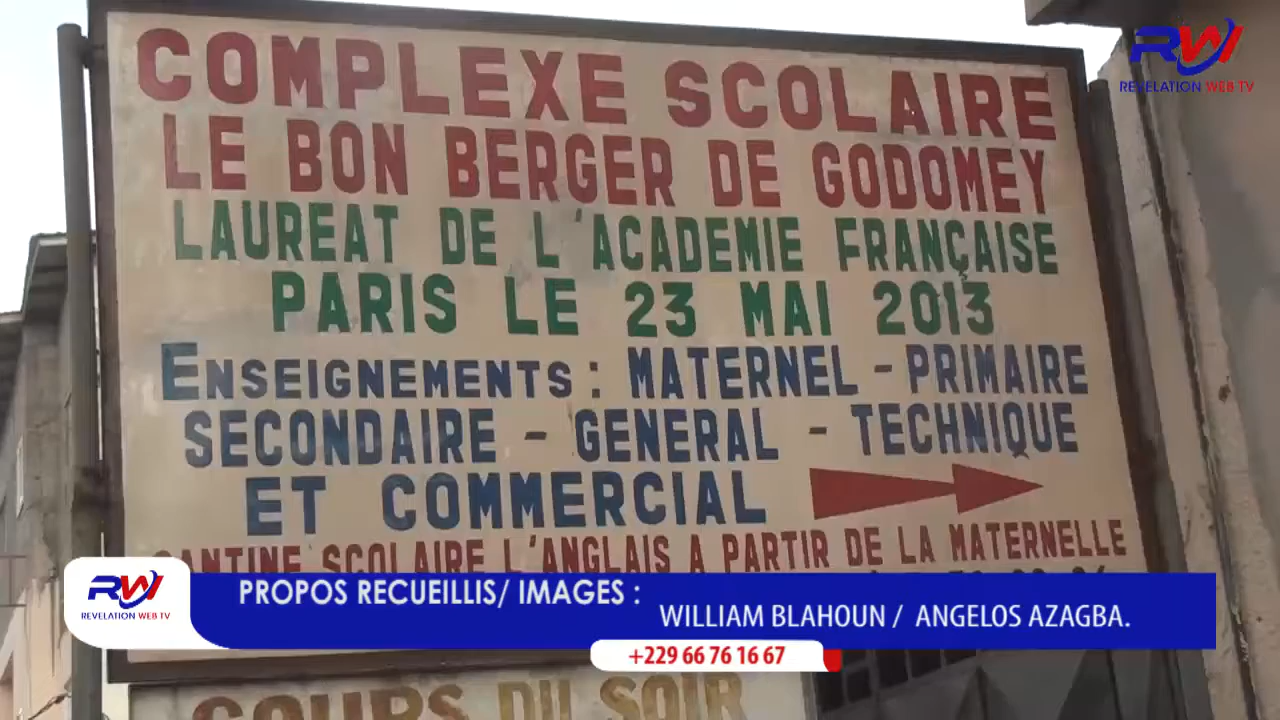 COMPLEXE SCOLAIRE
LE BON BERGER DE GODOMEY
LAUREAT DE L'ACADEMIE FRANÇAISE
PARIS LE 23 MAI 2013
ENSEIGNEMENTS : MATERNEL - PRIMAIRE
SECONDAIRE - GENERAL - TECHNIQUE
ET COMMERCIAL
CANTINE SCOLAIRE L'ANGLAIS A PARTIR DE LA MATERNELLE
COURS DU SOIR
RW
REVELATION WEB TV
RW
REVELATION WEB TV
PROPOS RECUEILLIS/ IMAGES :
WILLIAM BLAHOUN / ANGELOS AZAGBA.
+229 66 76 16 67